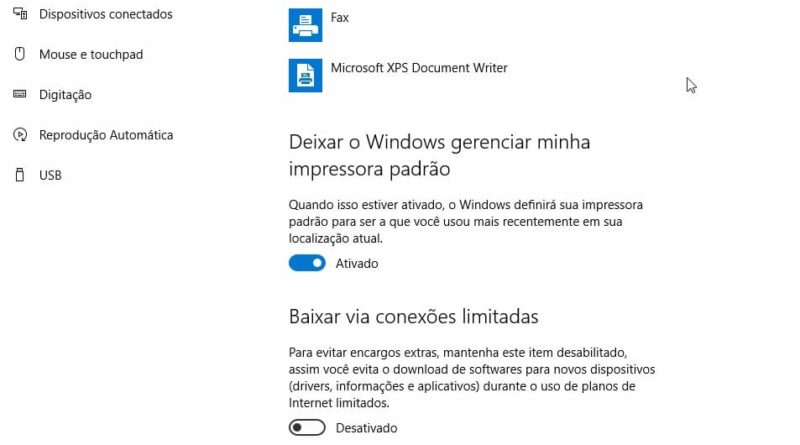 Dispositivos conectados
Mouse e touchpad
Digitação
Reprodução Automática
USB
Fax
Microsoft XPS Document Writer
Deixar o Windows gerenciar minha
impressora padrão
Quando isso estiver ativado, o Windows definirá sua impressora
padrão para ser a que você usou mais recentemente em sua
localização atual.
Ativado
Baixar via conexões limitadas
Para evitar encargos extras, mantenha este item desabilitado,
assim você evita o download de softwares para novos dispositivos
(drivers, informações e aplicativos) durante o uso de planos de
Internet limitados.
Desativado